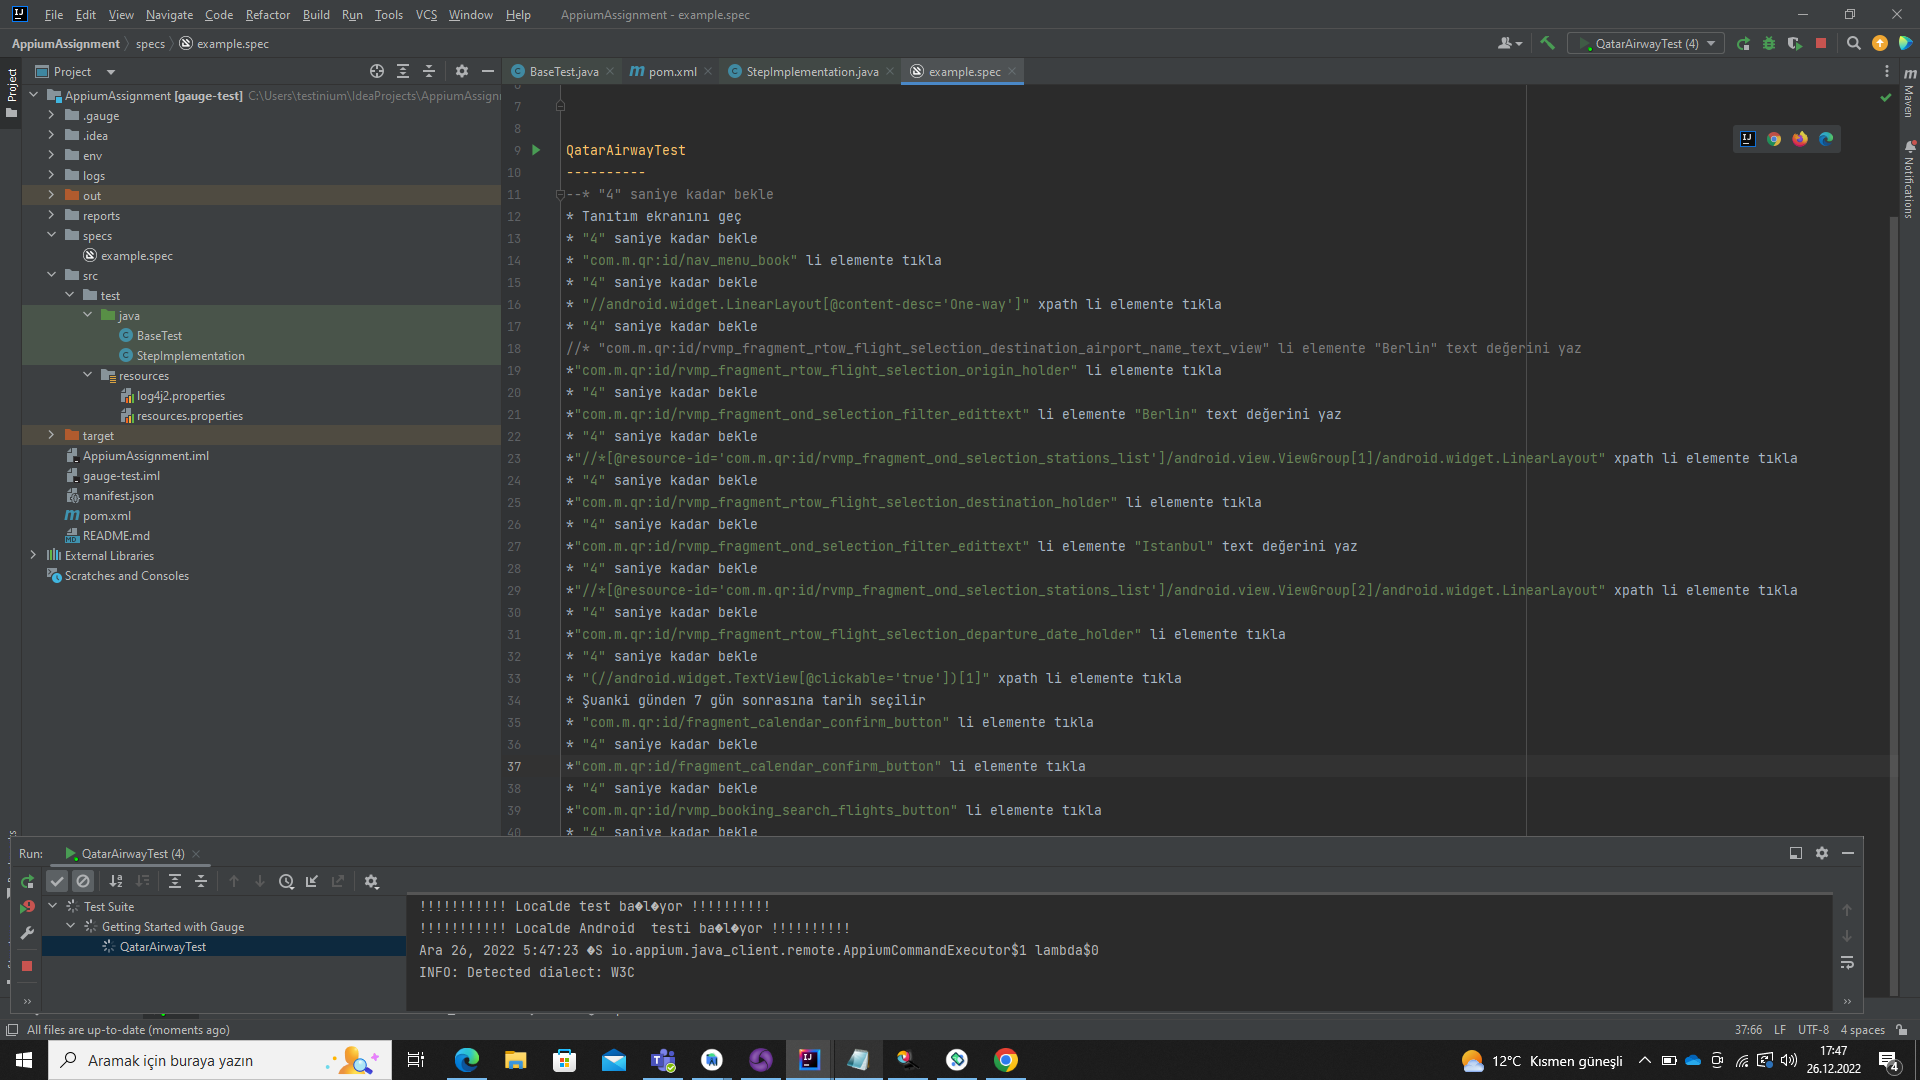 File Edit View Navigate Code Refactor Build Run Tools VCS Window Help AppiumAssignment - example.spec
AppiumAssignment specs example.spec
QatarAirwayTest (4)
Project
BaseTest.java
pom.xml
StepImplementation.java
example.spec
Project
Maven
Notifications
AppiumAssignment [gauge-test] C:\Users\testinium\IdeaProjects\AppiumAssignm
.gauge
.idea
env
logs
out
reports
specs
example.spec
src
test
java
BaseTest
StepImplementation
resources
log4j2.properties
resources.properties
target
AppiumAssignment.iml
gauge-test.iml
manifest.json
pom.xml
README.md
External Libraries
Scratches and Consoles
7
8
9 QatarAirwayTest
10 ----------
11 --* "4" saniye kadar bekle
12 * Tanıtım ekranını geç
13 * "4" saniye kadar bekle
14 * "com.m.qr:id/nav_menu_book" li elemente tıkla
15 * "4" saniye kadar bekle
16 * "//android.widget.LinearLayout[@content-desc='One-way']" xpath li elemente tıkla
17 * "4" saniye kadar bekle
18 //* "com.m.qr:id/rvmp_fragment_rtow_flight_selection_destination_airport_name_text_view" li elemente "Berlin" text değerini yaz
19 *"com.m.qr:id/rvmp_fragment_rtow_flight_selection_origin_holder" li elemente tıkla
20 * "4" saniye kadar bekle
21 *"com.m.qr:id/rvmp_fragment_ond_selection_filter_edittext" li elemente "Berlin" text değerini yaz
22 * "4" saniye kadar bekle
23 *"//*[@resource-id='com.m.qr:id/rvmp_fragment_ond_selection_stations_list']/android.view.ViewGroup[1]/android.widget.LinearLayout" xpath li elemente tıkla
24 * "4" saniye kadar bekle
25 *"com.m.qr:id/rvmp_fragment_rtow_flight_selection_destination_holder" li elemente tıkla
26 * "4" saniye kadar bekle
27 *"com.m.qr:id/rvmp_fragment_ond_selection_filter_edittext" li elemente "Istanbul" text değerini yaz
28 * "4" saniye kadar bekle
29 *"//*[@resource-id='com.m.qr:id/rvmp_fragment_ond_selection_stations_list']/android.view.ViewGroup[2]/android.widget.LinearLayout" xpath li elemente tıkla
30 * "4" saniye kadar bekle
31 *"com.m.qr:id/rvmp_fragment_rtow_flight_selection_departure_date_holder" li elemente tıkla
32 * "4" saniye kadar bekle
33 * "(//android.widget.TextView[@clickable='true'])[1]" xpath li elemente tıkla
34 * Şuanki günden 7 gün sonrasına tarih seçilir
35 * "com.m.qr:id/fragment_calendar_confirm_button" li elemente tıkla
36 * "4" saniye kadar bekle
37 *"com.m.qr:id/fragment_calendar_confirm_button" li elemente tıkla
38 * "4" saniye kadar bekle
39 *"com.m.qr:id/rvmp_booking_search_flights_button" li elemente tıkla
40 * "4" saniye kadar bekle
Run: QatarAirwayTest (4)
Test Suite
Getting Started with Gauge
QatarAirwayTest
!!!!!!!!!!! Localde test ba�l�yor !!!!!!!!!!
!!!!!!!!!!! Localde Android  testi ba�l�yor !!!!!!!!!!
Ara 26, 2022 5:47:23 �S io.appium.java_client.remote.AppiumCommandExecutor$1 lambda$0
INFO: Detected dialect: W3C
All files are up-to-date (moments ago)
37:66 LF UTF-8 4 spaces
Aramak için buraya yazın
12°C Kısmen güneşli
17:47
26.12.2022
4